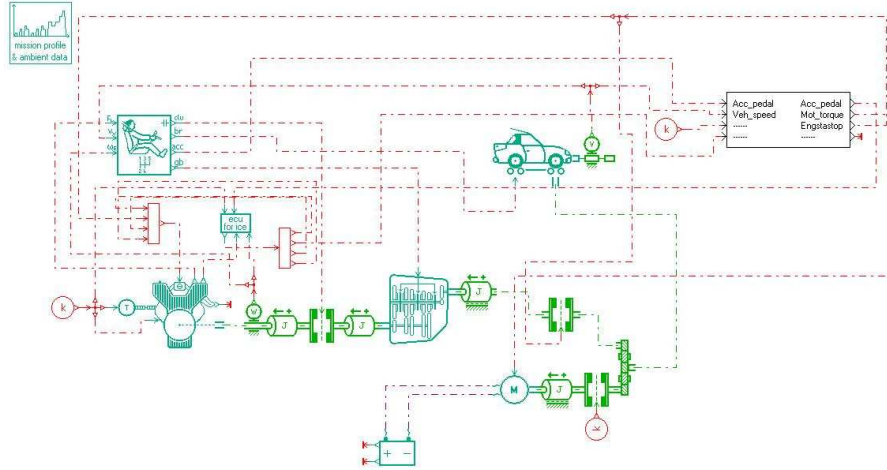 mission profile
& ambient data
clu
br
acc
gb
Acc_pedal Acc_pedal
Veh_speed Mot_torque
------ Engstastop
------ ------
k
V
ecu
for ice
k
T
W
J
J
J
M
J
k
+ -